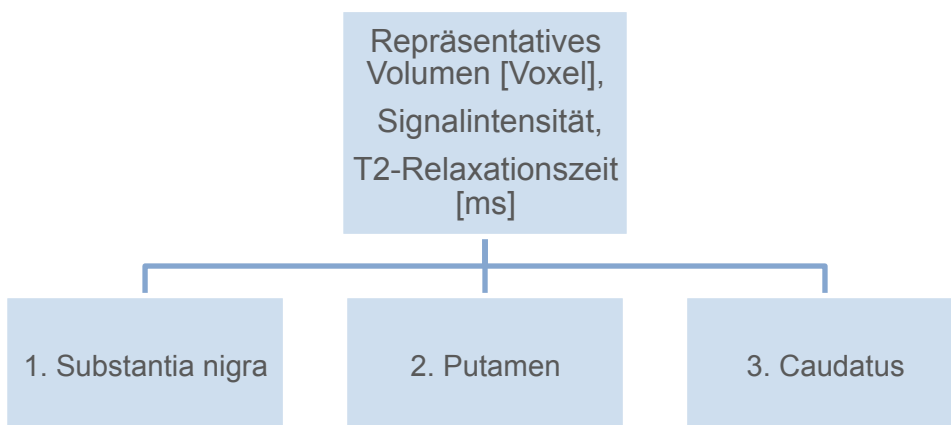 Repräsentatives
Volumen [Voxel],
Signalintensität,
T2-Relaxationszeit
[ms]
1. Substantia nigra
2. Putamen
3. Caudatus